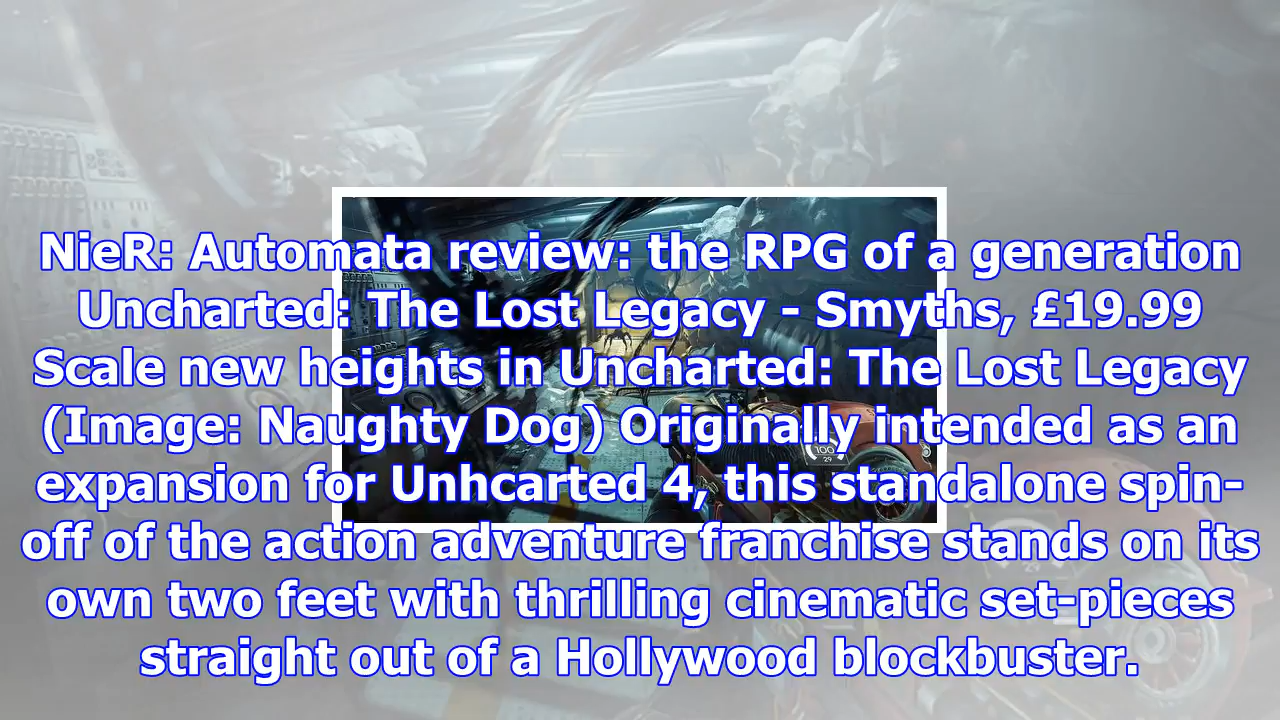 NieR: Automata review: the RPG of a generation
Uncharted: The Lost Legacy - Smyths, £19.99
Scale new heights in Uncharted: The Lost Legacy
(Image: Naughty Dog) Originally intended as an
expansion for Unhcarted 4, this standalone spin-
off of the action adventure franchise stands on its
own two feet with thrilling cinematic set-pieces
straight out of a Hollywood blockbuster.
100
29